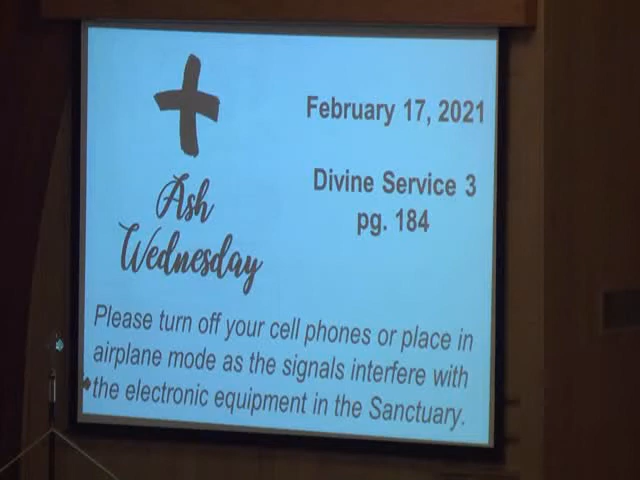 February 17, 2021
Divine Service 3
pg. 184
Ash
Wednesday
Please turn off your cell phones or place in
airplane mode as the signals interfere with
the electronic equipment in the Sanctuary.